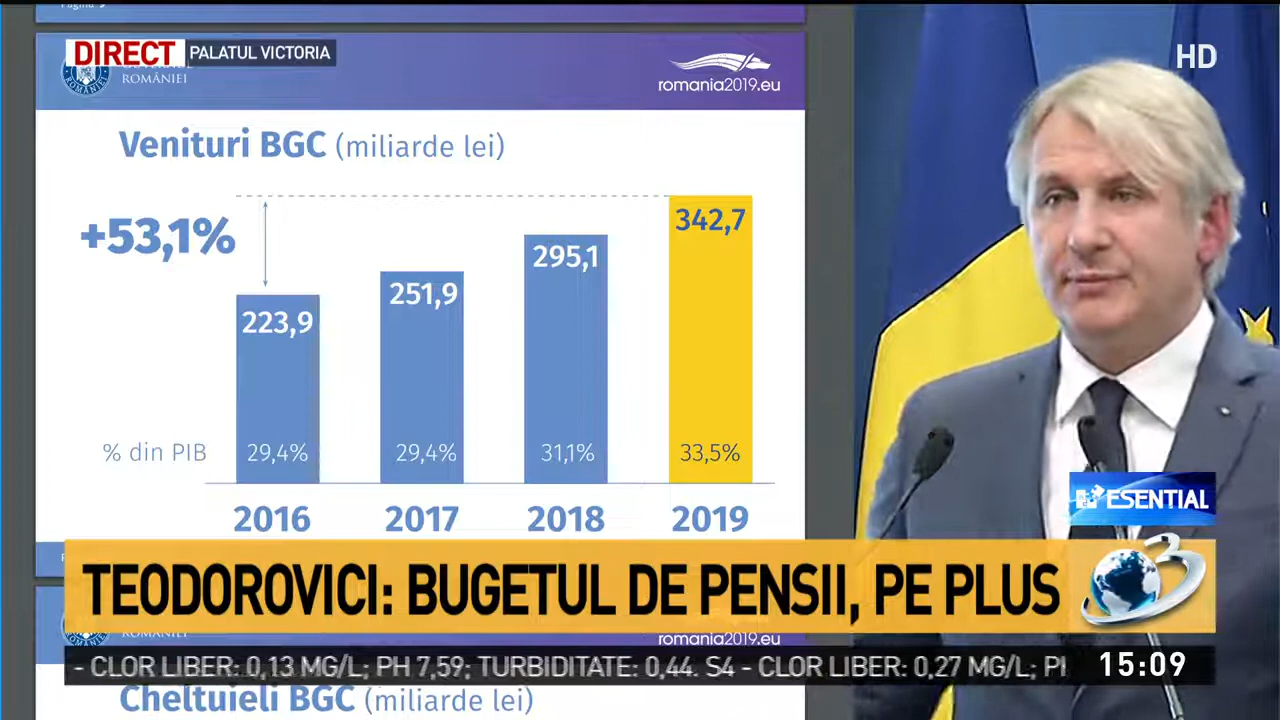 DIRECT
PALATUL VICTORIA
ROMÂNIEI
romania2019.eu
HD
Venituri BGC (miliarde lei)
+53,1%
223,9
251,9
295,1
342,7
% din PIB
29,4%
29,4%
31,1%
33,5%
2016
2017
2018
2019
ESENTIAL
TEODOROVICI: BUGETUL DE PENSII, PE PLUS
3
ROMÂNIEI
romania2019.eu
- CLOR LIBER: 0,13 MG/L; PH 7,59; TURBIDITATE: 0,44. S4 - CLOR LIBER: 0,27 MG/L;
15:09
Cheltuieli BGC (miliarde lei)